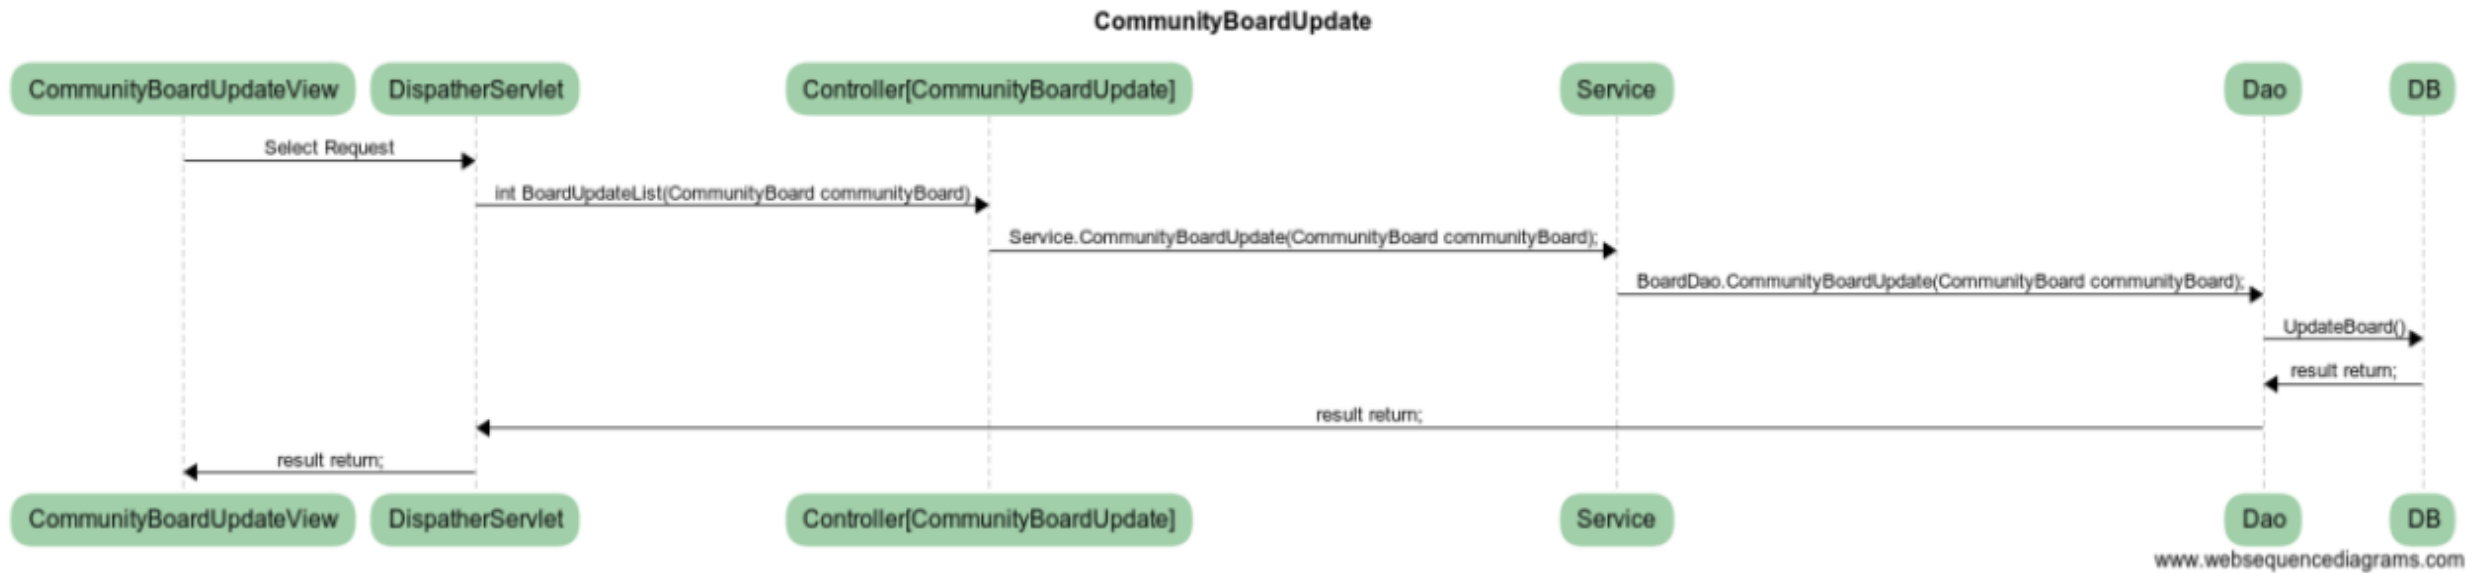 CommunityBoardUpdate
CommunityBoardUpdateView DispatherServlet Controller[CommunityBoardUpdate] Service Dao DB
Select Request
int BoardUpdateList(CommunityBoard communityBoard)
Service.CommunityBoardUpdate(CommunityBoard communityBoard);
BoardDao.CommunityBoardUpdate(CommunityBoard communityBoard);
UpdateBoard()
result return;
result return;
result return;
CommunityBoardUpdateView DispatherServlet Controller[CommunityBoardUpdate] Service Dao DB
www.websequencediagrams.com